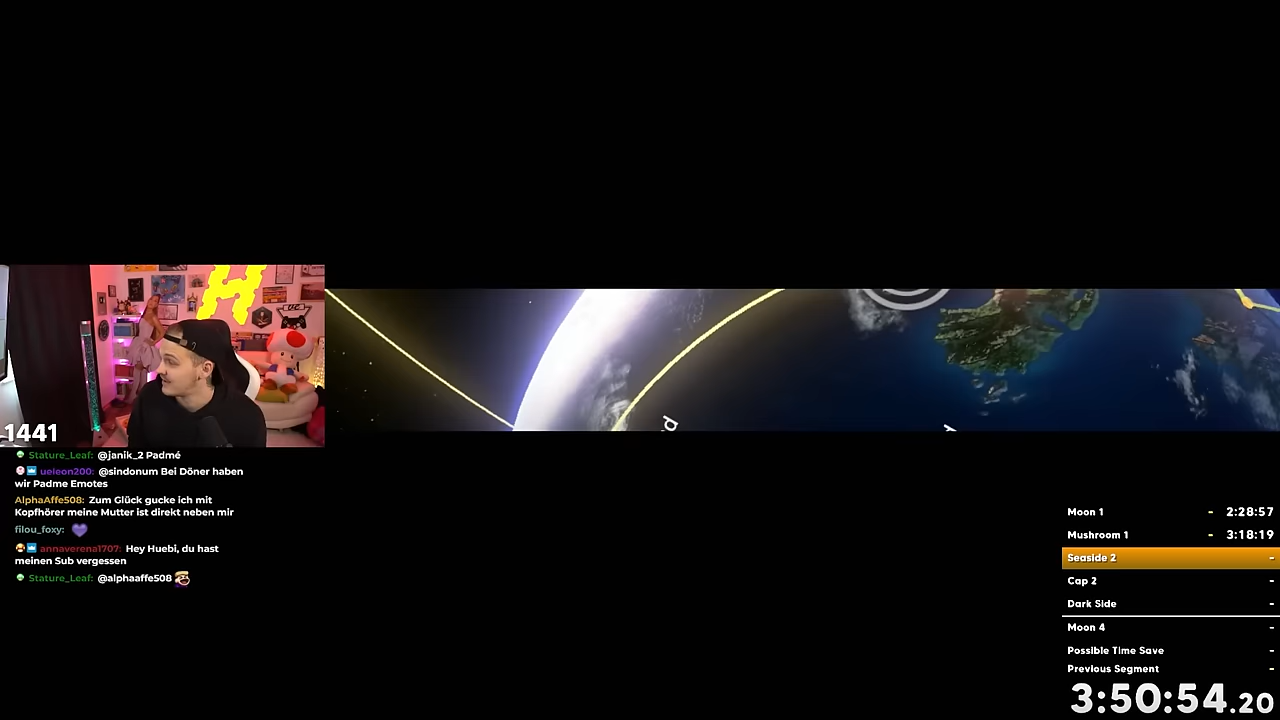 1441
Stature_Leaf: @janik_2 Padmé
ueleon200: @sindonum Bei Döner haben
wir Padme Emotes
AlphaAffe508: Zum Glück gucke ich mit
Kopfhörer meine Mutter ist direkt neben mir
filou_foxy:
annaverena1707: Hey Huebi, du hast
meinen Sub vergessen
Stature_Leaf: @alphaaffe508
Moon 1 - 2:28:57
Mushroom 1 - 3:18:19
Seaside 2 -
Cap 2 -
Dark Side -
Moon 4 -
Possible Time Save -
Previous Segment -
3:50:54.20